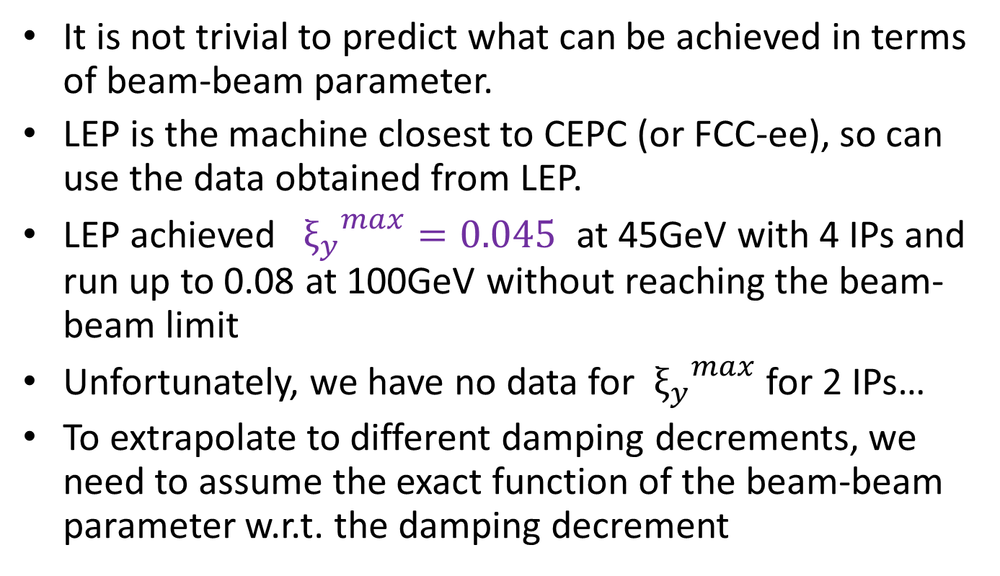 • It is not trivial to predict what can be achieved in terms
of beam-beam parameter.
• LEP is the machine closest to CEPC (or FCC-ee), so can
use the data obtained from LEP.
• LEP achieved ξ_y^max = 0.045 at 45GeV with 4 IPs and
run up to 0.08 at 100GeV without reaching the beam-
beam limit
• Unfortunately, we have no data for ξ_y^max for 2 IPs...
• To extrapolate to different damping decrements, we
need to assume the exact function of the beam-beam
parameter w.r.t. the damping decrement